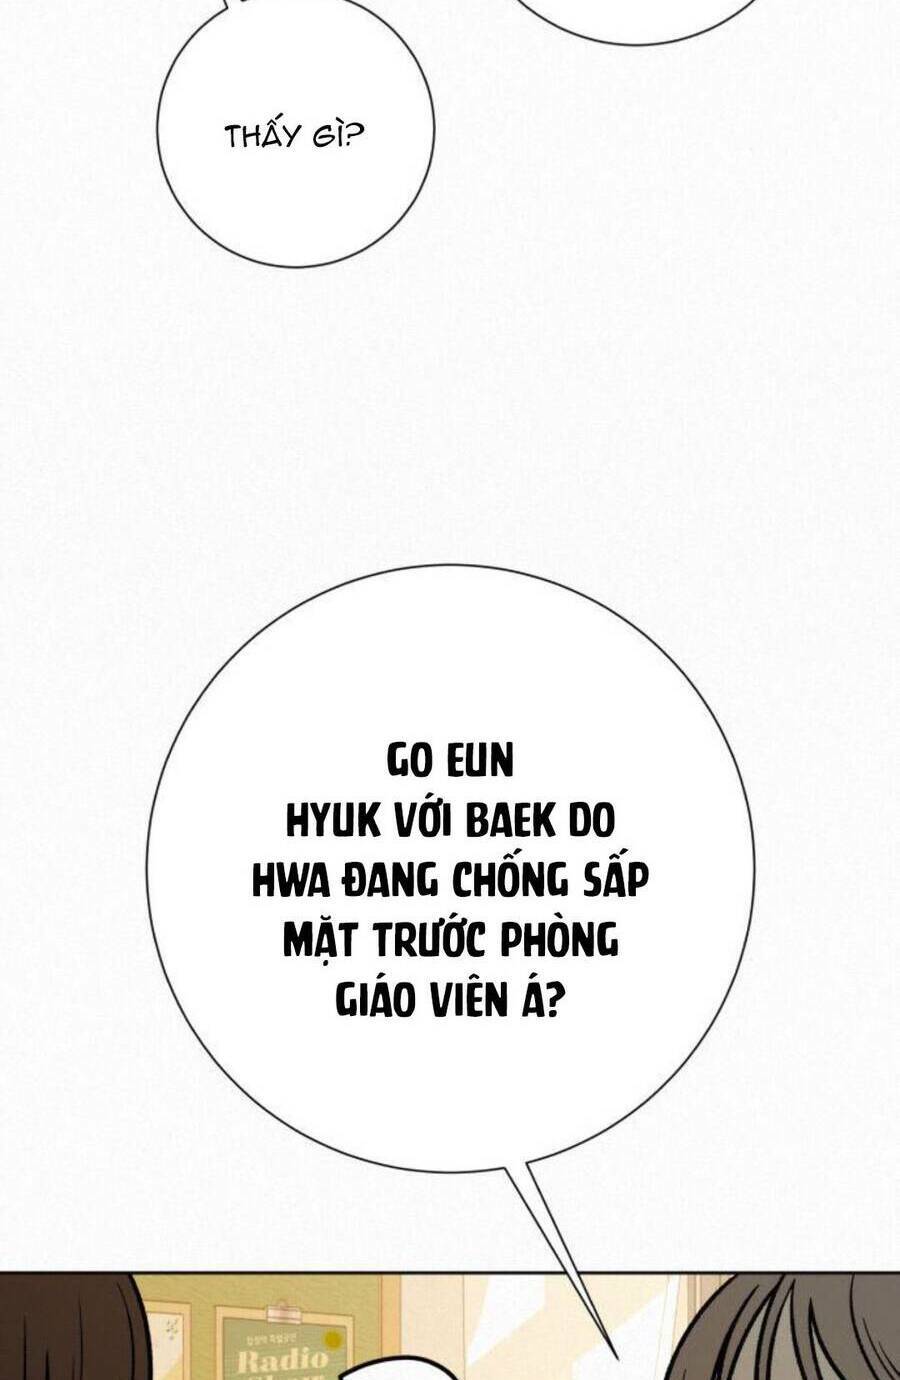 THẤY GÌ?
GO EUN
HYUK VỚI BAEK DO
HWA ĐANG CHỐNG SẤP
MẶT TRƯỚC PHÒNG
GIÁO VIÊN Á?
Radio